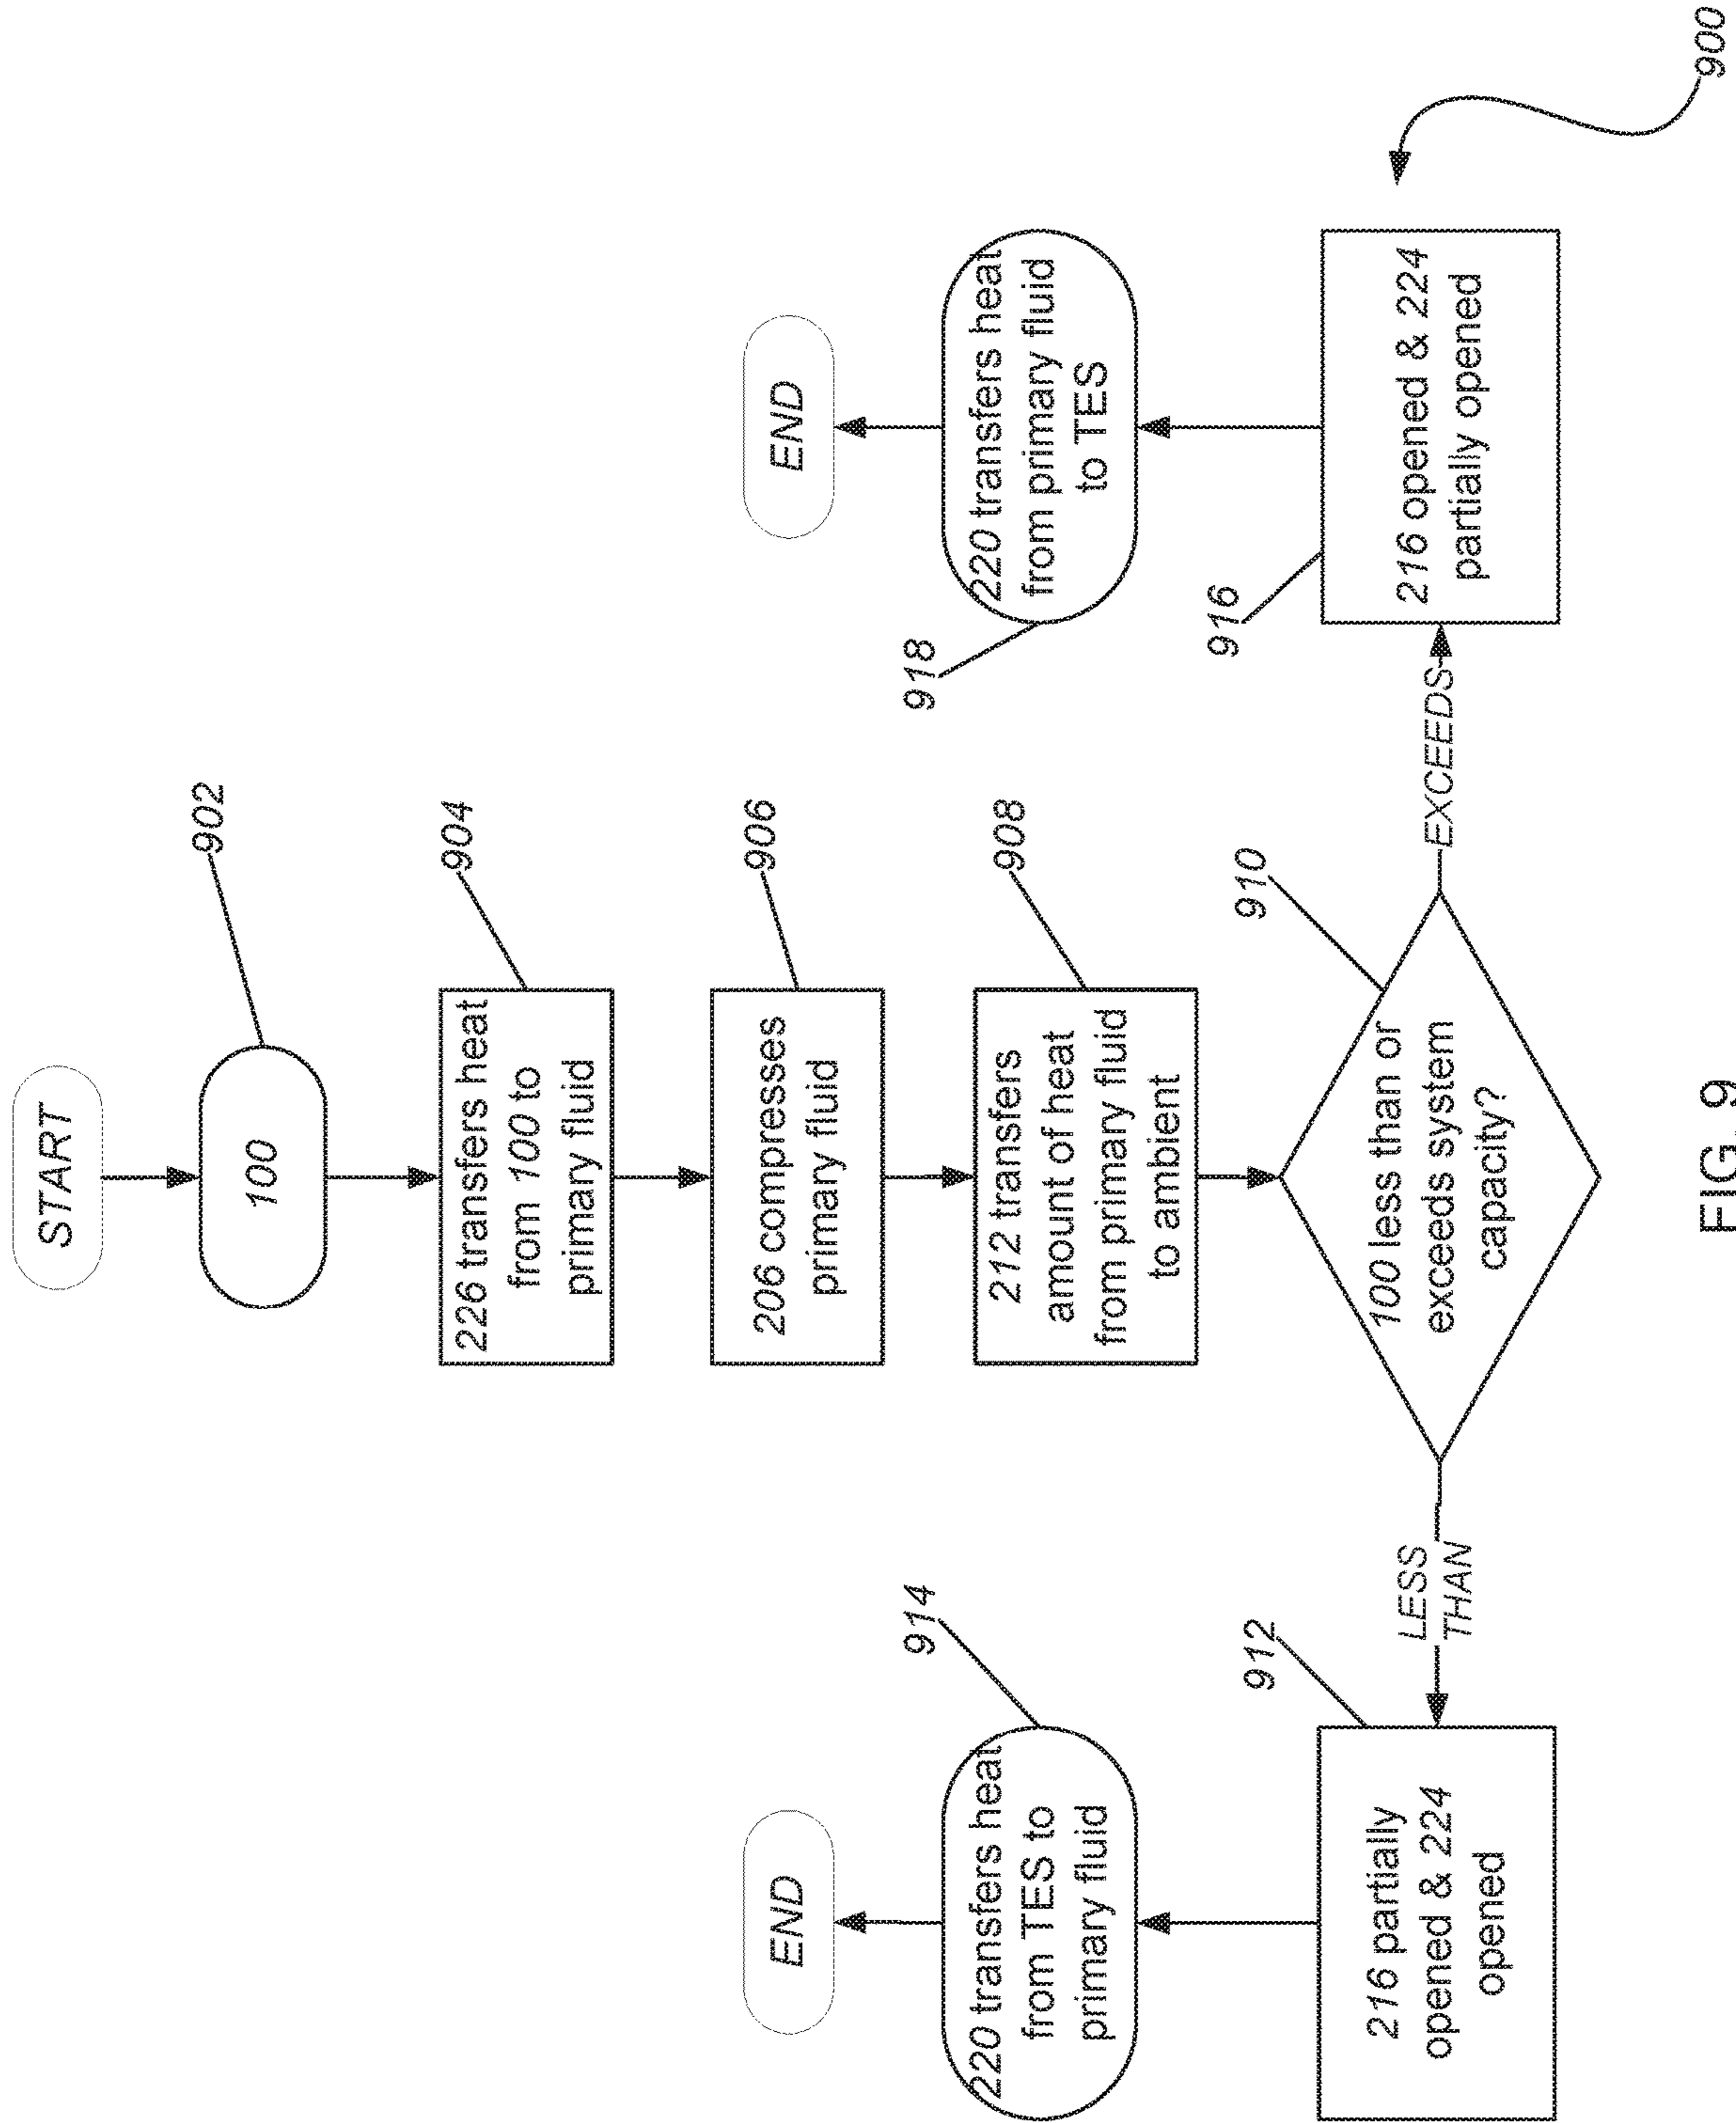 START
100
902
226 transfers heat
from 100 to
primary fluid
904
206 compresses
primary fluid
906
212 transfers
amount of heat
from primary fluid
to ambient
908
100 less than or
exceeds system
capacity?
910
LESS
THAN
216 partially
opened & 224
opened
912
220 transfers heat
from TES to
primary fluid
914
END
EXCEEDS
216 opened & 224
partially opened
916
220 transfers heat
from primary fluid
to TES
918
END
900
FIG. 9